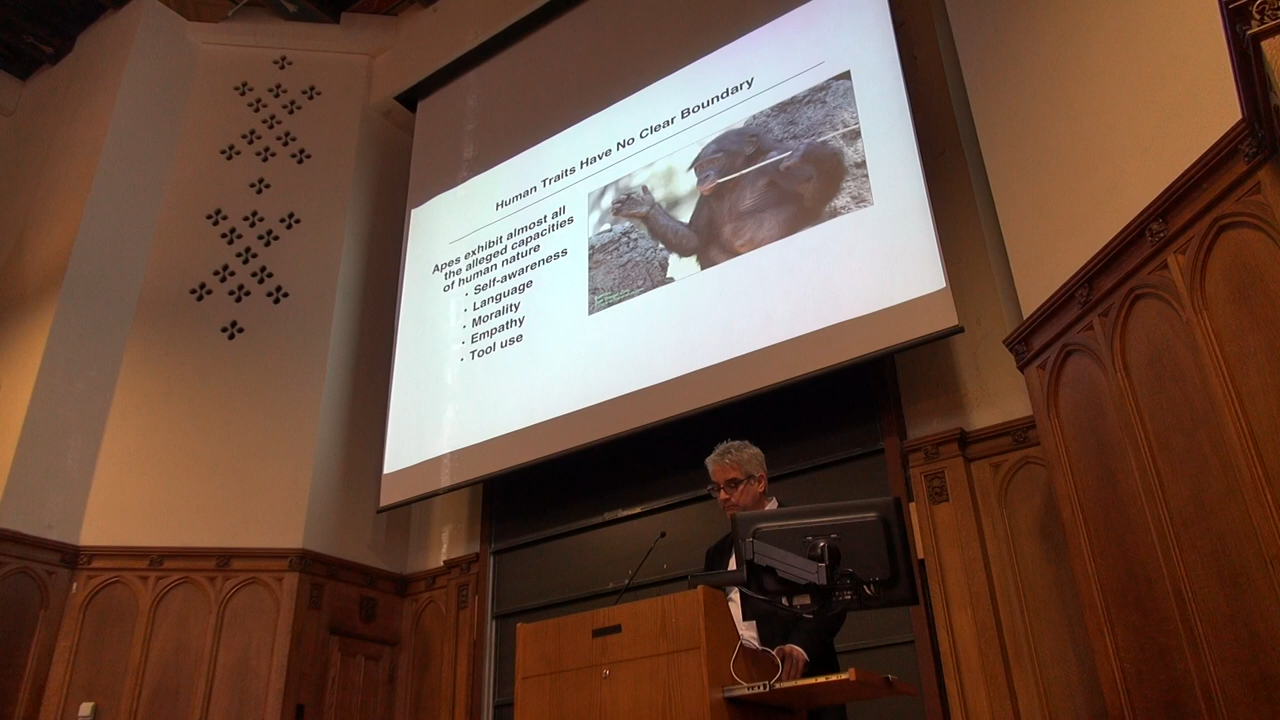 Human Traits Have No Clear Boundary
Apes exhibit almost all
the alleged capacities
of human nature
• Self-awareness
• Language
• Morality
• Empathy
• Tool use